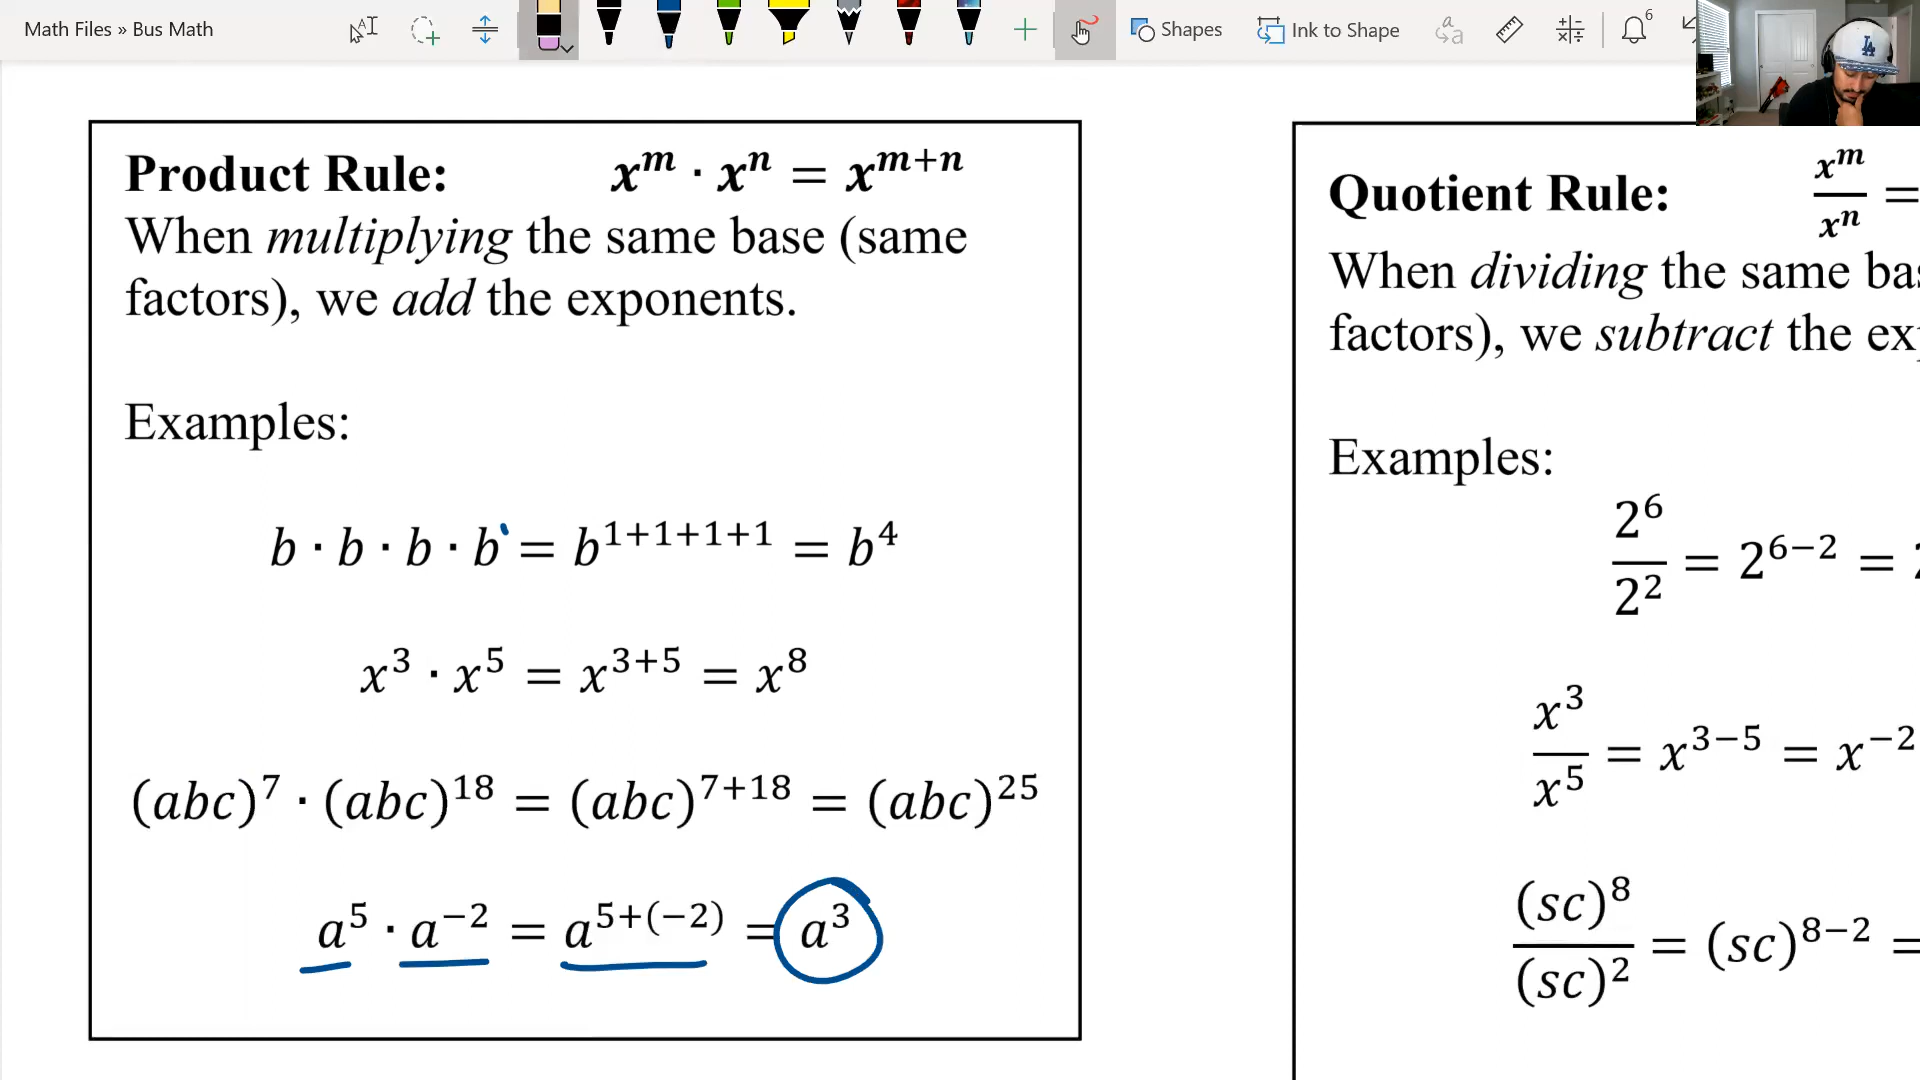 Math Files » Bus Math
Shapes
Ink to Shape
6
LA
Product Rule: x^m · x^n = x^{m+n}
When multiplying the same base (same
factors), we add the exponents.
Examples:
b · b · b · b = b^{1+1+1+1} = b^4
x^3 · x^5 = x^{3+5} = x^8
(abc)^7 · (abc)^{18} = (abc)^{7+18} = (abc)^{25}
a^5 · a^{-2} = a^{5+(-2)} = a^3
Quotient Rule: x^m / x^n =
When dividing the same bas
factors), we subtract the ex
Examples:
2^6 / 2^2 = 2^{6-2} = 2
x^3 / x^5 = x^{3-5} = x^{-2}
(sc)^8 / (sc)^2 = (sc)^{8-2} =